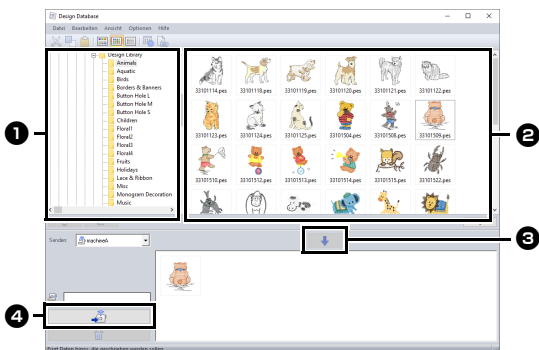 Design Database
Datei Bearbeiten Ansicht Optionen Hilfe
Design Library
Animals
Aquatic
Birds
Borders & Banners
Button Hole L
Button Hole M
Button Hole S
Children
Floral1
Floral2
Floral3
Floral4
Fruits
Holidays
Lace & Ribbon
Misc
Monogram Decoration
Music
33101114.pes 33101118.pes 33101119.pes 33101120.pes 33101121.pes 33101122.pes
33101123.pes 33101124.pes 33101125.pes 33101504.pes 33101508.pes 33101509.pes
33101510.pes 33101512.pes 33101513.pes 33101514.pes 33101515.pes 33101522.pes
1
2
Senden: machineA
3
4